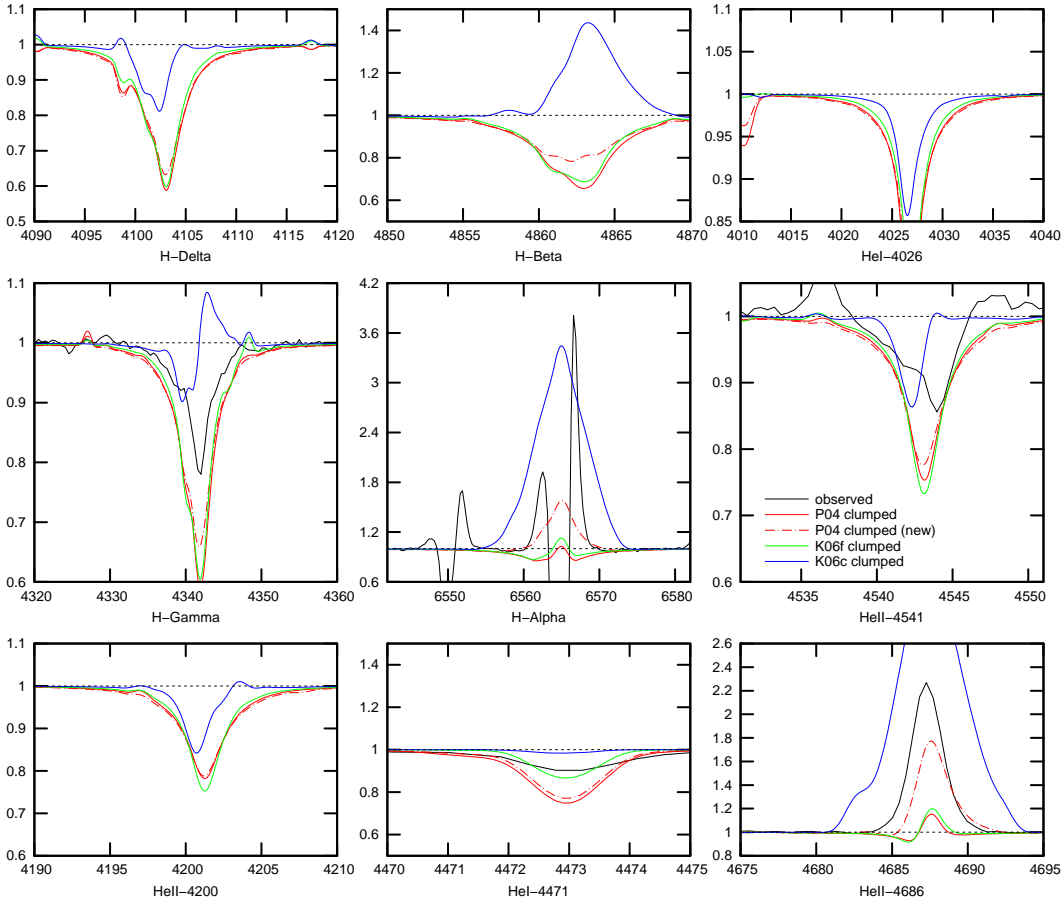 1.1
1
0.9
0.8
0.7
0.6
0.5
4090 4095 4100 4105 4110 4115 4120
H−Delta
1.4
1.2
1
0.8
0.6
4850 4855 4860 4865 4870
H−Beta
1.1
1.05
1
0.95
0.9
0.85
4010 4015 4020 4025 4030 4035 4040
HeI−4026
1.1
1
0.9
0.8
0.7
0.6
4320 4330 4340 4350 4360
H−Gamma
4.2
3.6
3
2.4
1.8
1.2
0.6
6550 6560 6570 6580
H−Alpha
1
0.9
0.8
0.7
0.6
observed
P04 clumped
P04 clumped (new)
K06f clumped
K06c clumped
4535 4540 4545 4550
HeII−4541
1.1
1
0.9
0.8
0.7
0.6
4190 4195 4200 4205 4210
HeII−4200
1.4
1.2
1
0.8
0.6
4470 4471 4472 4473 4474 4475
HeI−4471
2.6
2.4
2.2
2
1.8
1.6
1.4
1.2
1
0.8
4675 4680 4685 4690 4695
HeII−4686